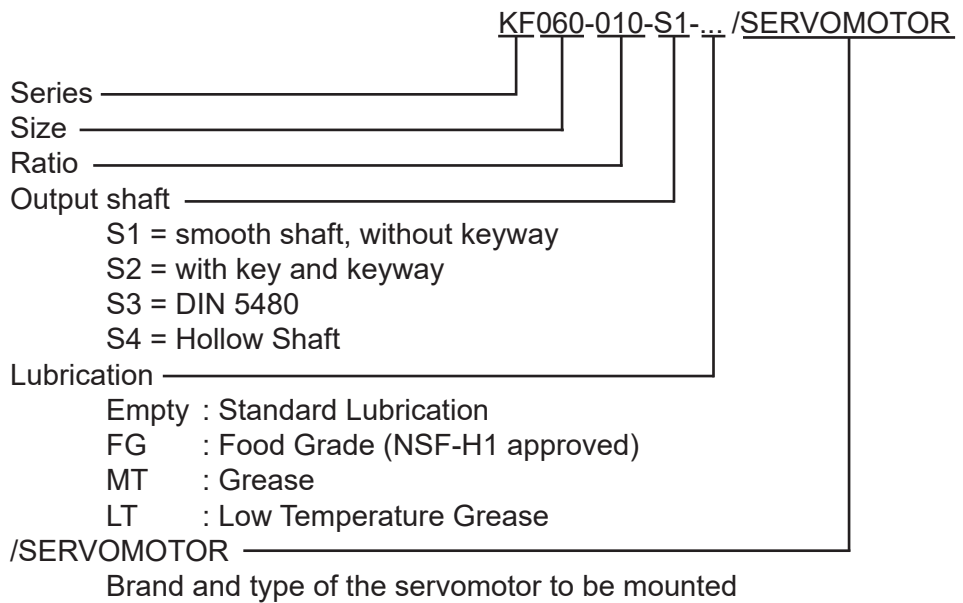 KF060-010-S1-... /SERVOMOTOR
Series
Size
Ratio
Output shaft
S1 = smooth shaft, without keyway
S2 = with key and keyway
S3 = DIN 5480
S4 = Hollow Shaft
Lubrication
Empty : Standard Lubrication
FG : Food Grade (NSF-H1 approved)
MT : Grease
LT : Low Temperature Grease
/SERVOMOTOR
Brand and type of the servomotor to be mounted